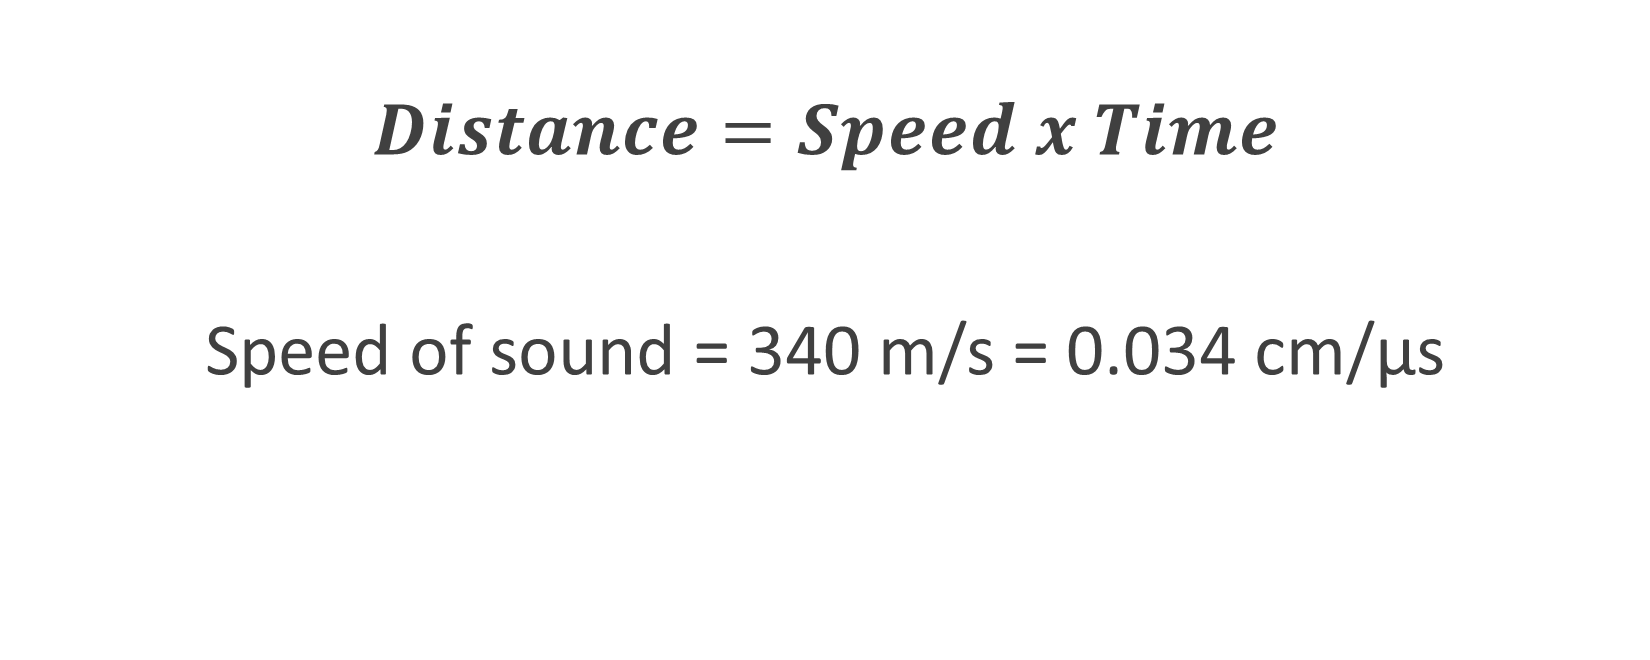 Distance = Speed x Time
Speed of sound = 340 m/s = 0.034 cm/µs